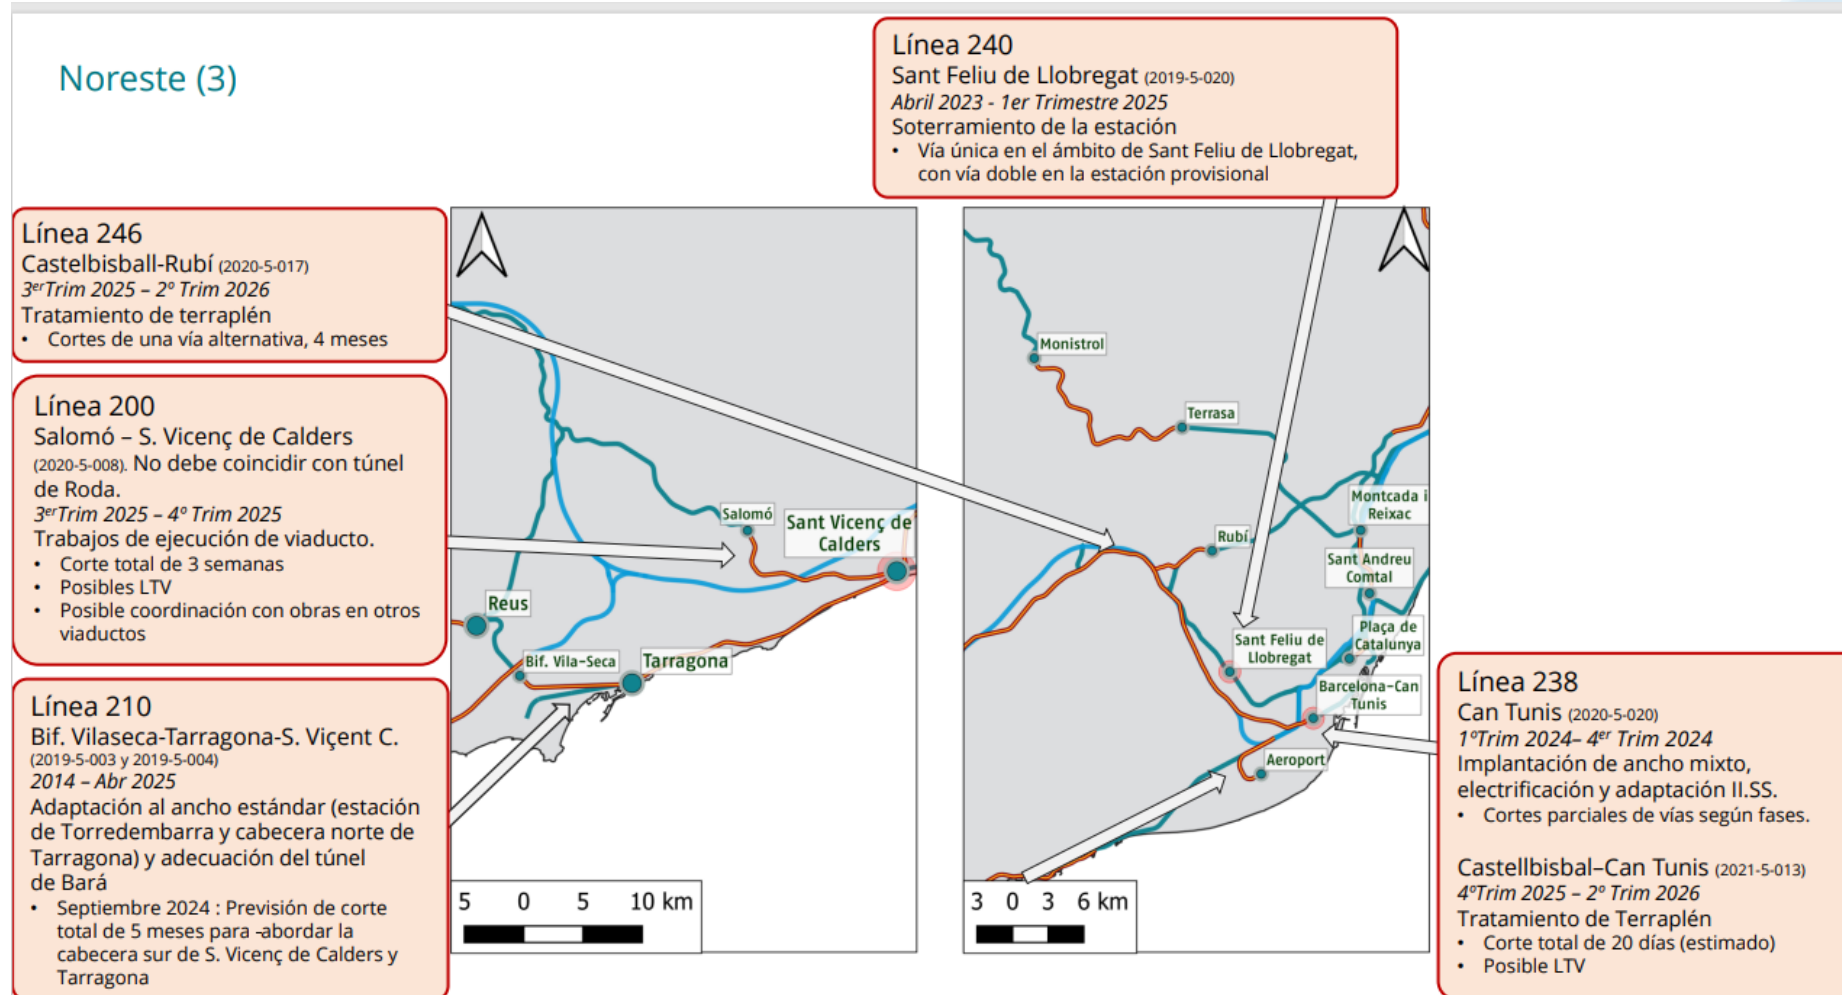 Noreste (3)
Línea 240
Sant Feliu de Llobregat (2019-5-020)
Abril 2023 - 1er Trimestre 2025
Soterramiento de la estación
• Vía única en el ámbito de Sant Feliu de Llobregat,
con vía doble en la estación provisional
Línea 246
Castelbisball-Rubí (2020-5-017)
3erTrim 2025 – 2º Trim 2026
Tratamiento de terraplén
• Cortes de una vía alternativa, 4 meses
Línea 200
Salomó – S. Vicenç de Calders
(2020-5-008). No debe coincidir con túnel
de Roda.
3erTrim 2025 – 4º Trim 2025
Trabajos de ejecución de viaducto.
• Corte total de 3 semanas
• Posibles LTV
• Posible coordinación con obras en otros
viaductos
Línea 210
Bif. Vilaseca-Tarragona-S. Viçent C.
(2019-5-003 y 2019-5-004)
2014 – Abr 2025
Adaptación al ancho estándar (estación
de Torredembarra y cabecera norte de
Tarragona) y adecuación del túnel
de Bará
• Septiembre 2024 : Previsión de corte
total de 5 meses para -abordar la
cabecera sur de S. Vicenç de Calders y
Tarragona
Salomó
Sant Vicenç de
Calders
Reus
Bif. Vila-Seca
Tarragona
5 0 5 10 km
Monistrol
Terrasa
Montcada i
Reixac
Rubí
Sant Andreu
Comtal
Plaça de
Catalunya
Sant Feliu de
Llobregat
Barcelona-Can
Tunis
Aeroport
3 0 3 6 km
Línea 238
Can Tunis (2020-5-020)
1ºTrim 2024– 4er Trim 2024
Implantación de ancho mixto,
electrificación y adaptación II.SS.
• Cortes parciales de vías según fases.
Castellbisbal–Can Tunis (2021-5-013)
4ºTrim 2025 – 2º Trim 2026
Tratamiento de Terraplén
• Corte total de 20 días (estimado)
• Posible LTV